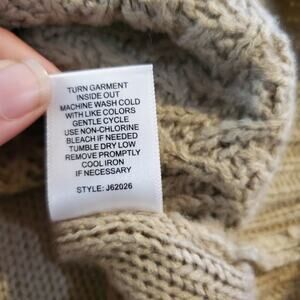 TURN GARMENT
INSIDE OUT
MACHINE WASH COLD
WITH LIKE COLORS
GENTLE CYCLE
USE NON-CHLORINE
BLEACH IF NEEDED
TUMBLE DRY LOW
REMOVE PROMPTLY
COOL IRON
IF NECESSARY
STYLE: J62026